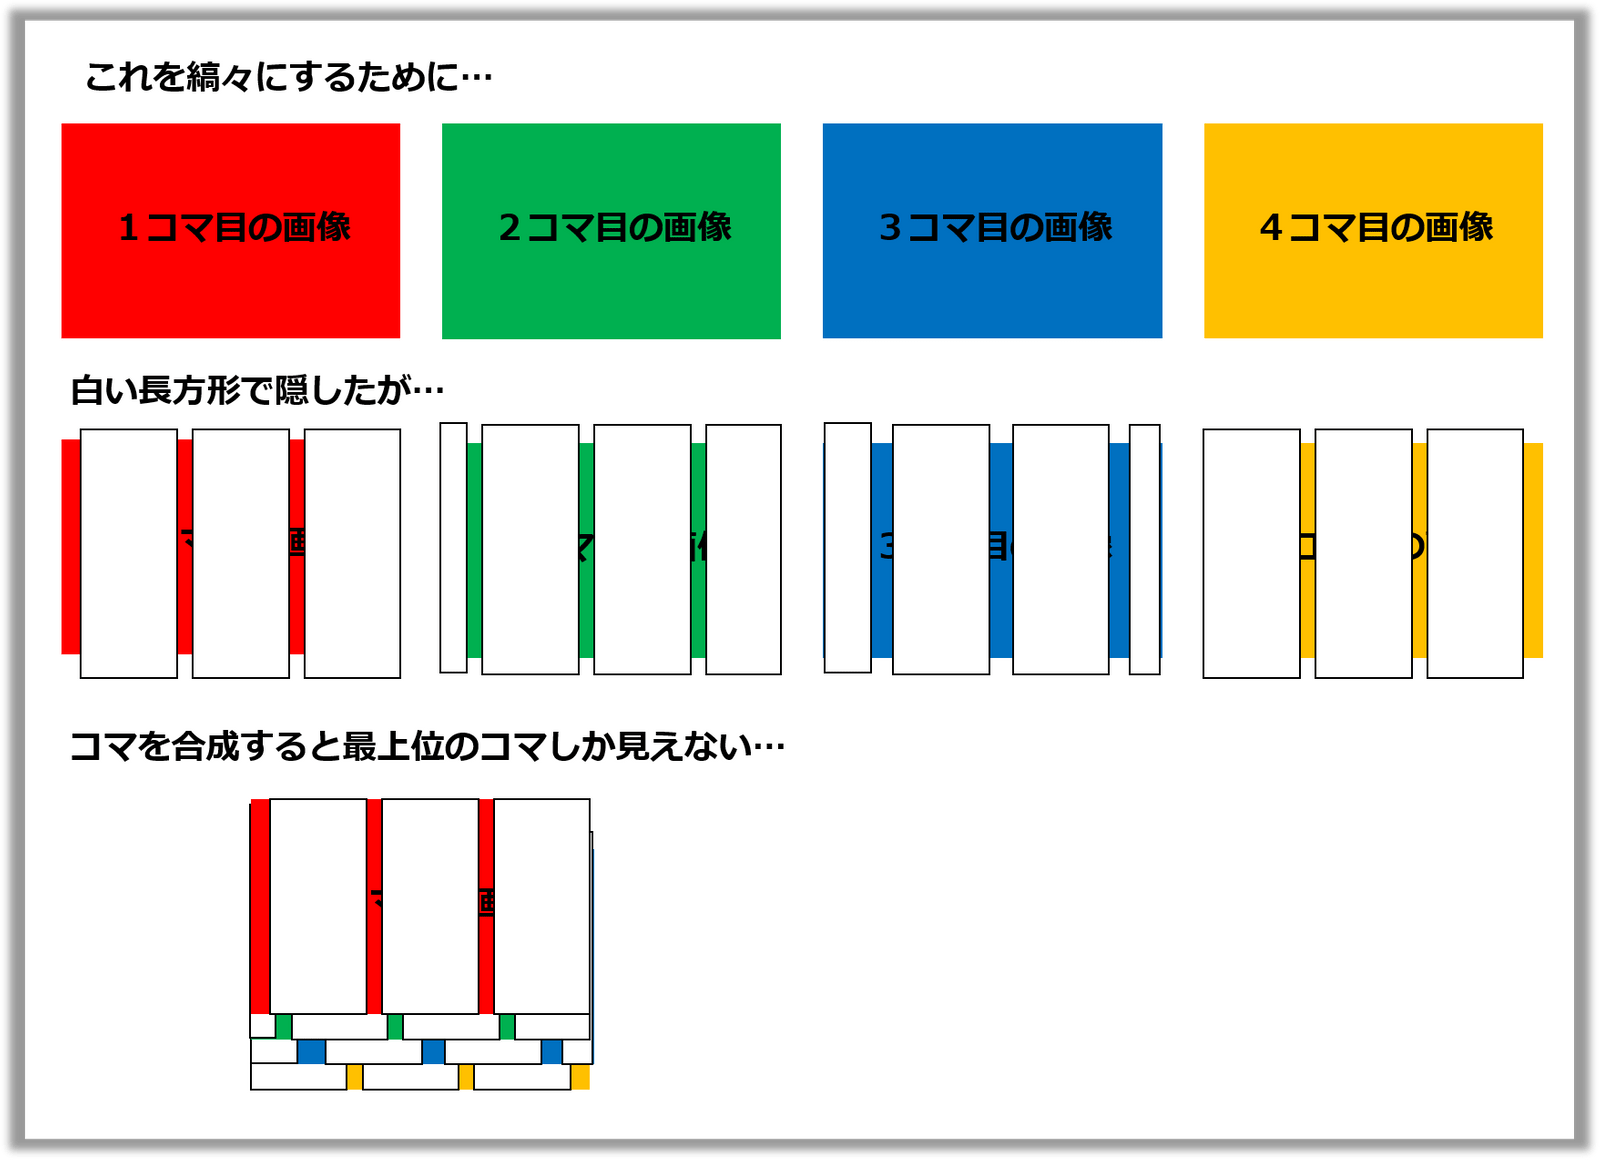 これを縞々にするために…
１コマ目の画像
２コマ目の画像
３コマ目の画像
４コマ目の画像
白い長方形で隠したが…
コマを合成すると最上位のコマしか見えない…